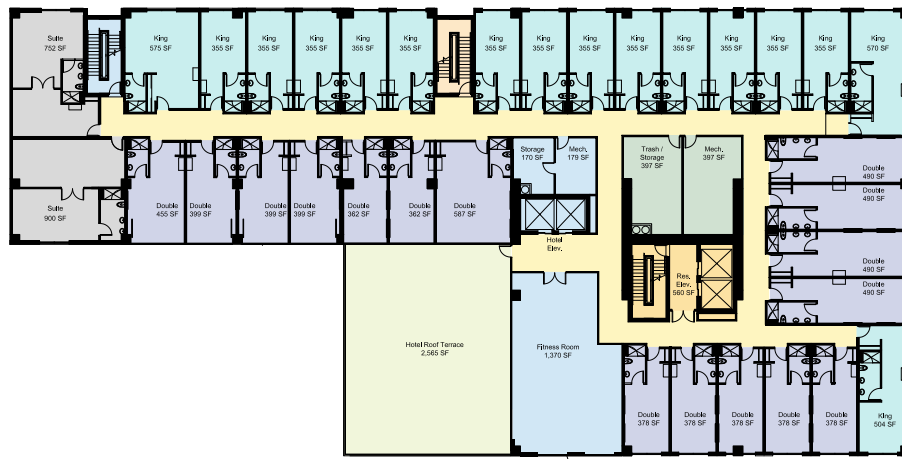 Suite
752 SF
King
575 SF
King
355 SF
King
355 SF
King
355 SF
King
355 SF
King
355 SF
King
355 SF
King
355 SF
King
355 SF
King
355 SF
King
355 SF
King
355 SF
King
355 SF
King
355 SF
King
570 SF
Storage
170 SF
Mech.
179 SF
Trash /
Storage
397 SF
Mech.
397 SF
Double
490 SF
Double
490 SF
Suite
900 SF
Double
455 SF
Double
399 SF
Double
399 SF
Double
399 SF
Double
362 SF
Double
362 SF
Double
587 SF
Hotel
Elev.
Double
490 SF
Double
490 SF
Res.
Elev.
560 SF
Hotel Roof Terrace
2,565 SF
Fitness Room
1,370 SF
Double
378 SF
Double
378 SF
Double
378 SF
Double
378 SF
Double
378 SF
King
504 SF